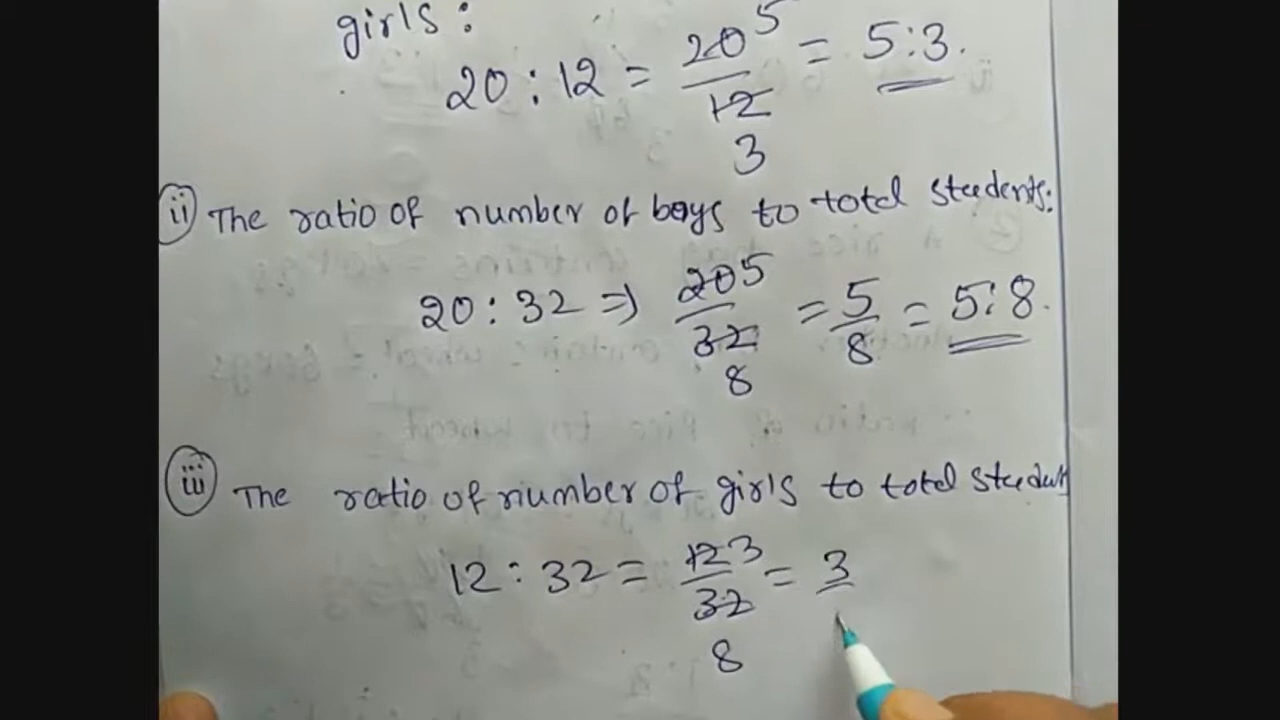 girls :
20 : 12 = 20 5 / 12 3 = 5:3.
ii The ratio of number of boys to total students:
20 : 32 => 20 5 / 32 8 = 5/8 = 5:8.
iii The ratio of number of girls to total students
12 : 32 = 12 3 / 32 8 = 3